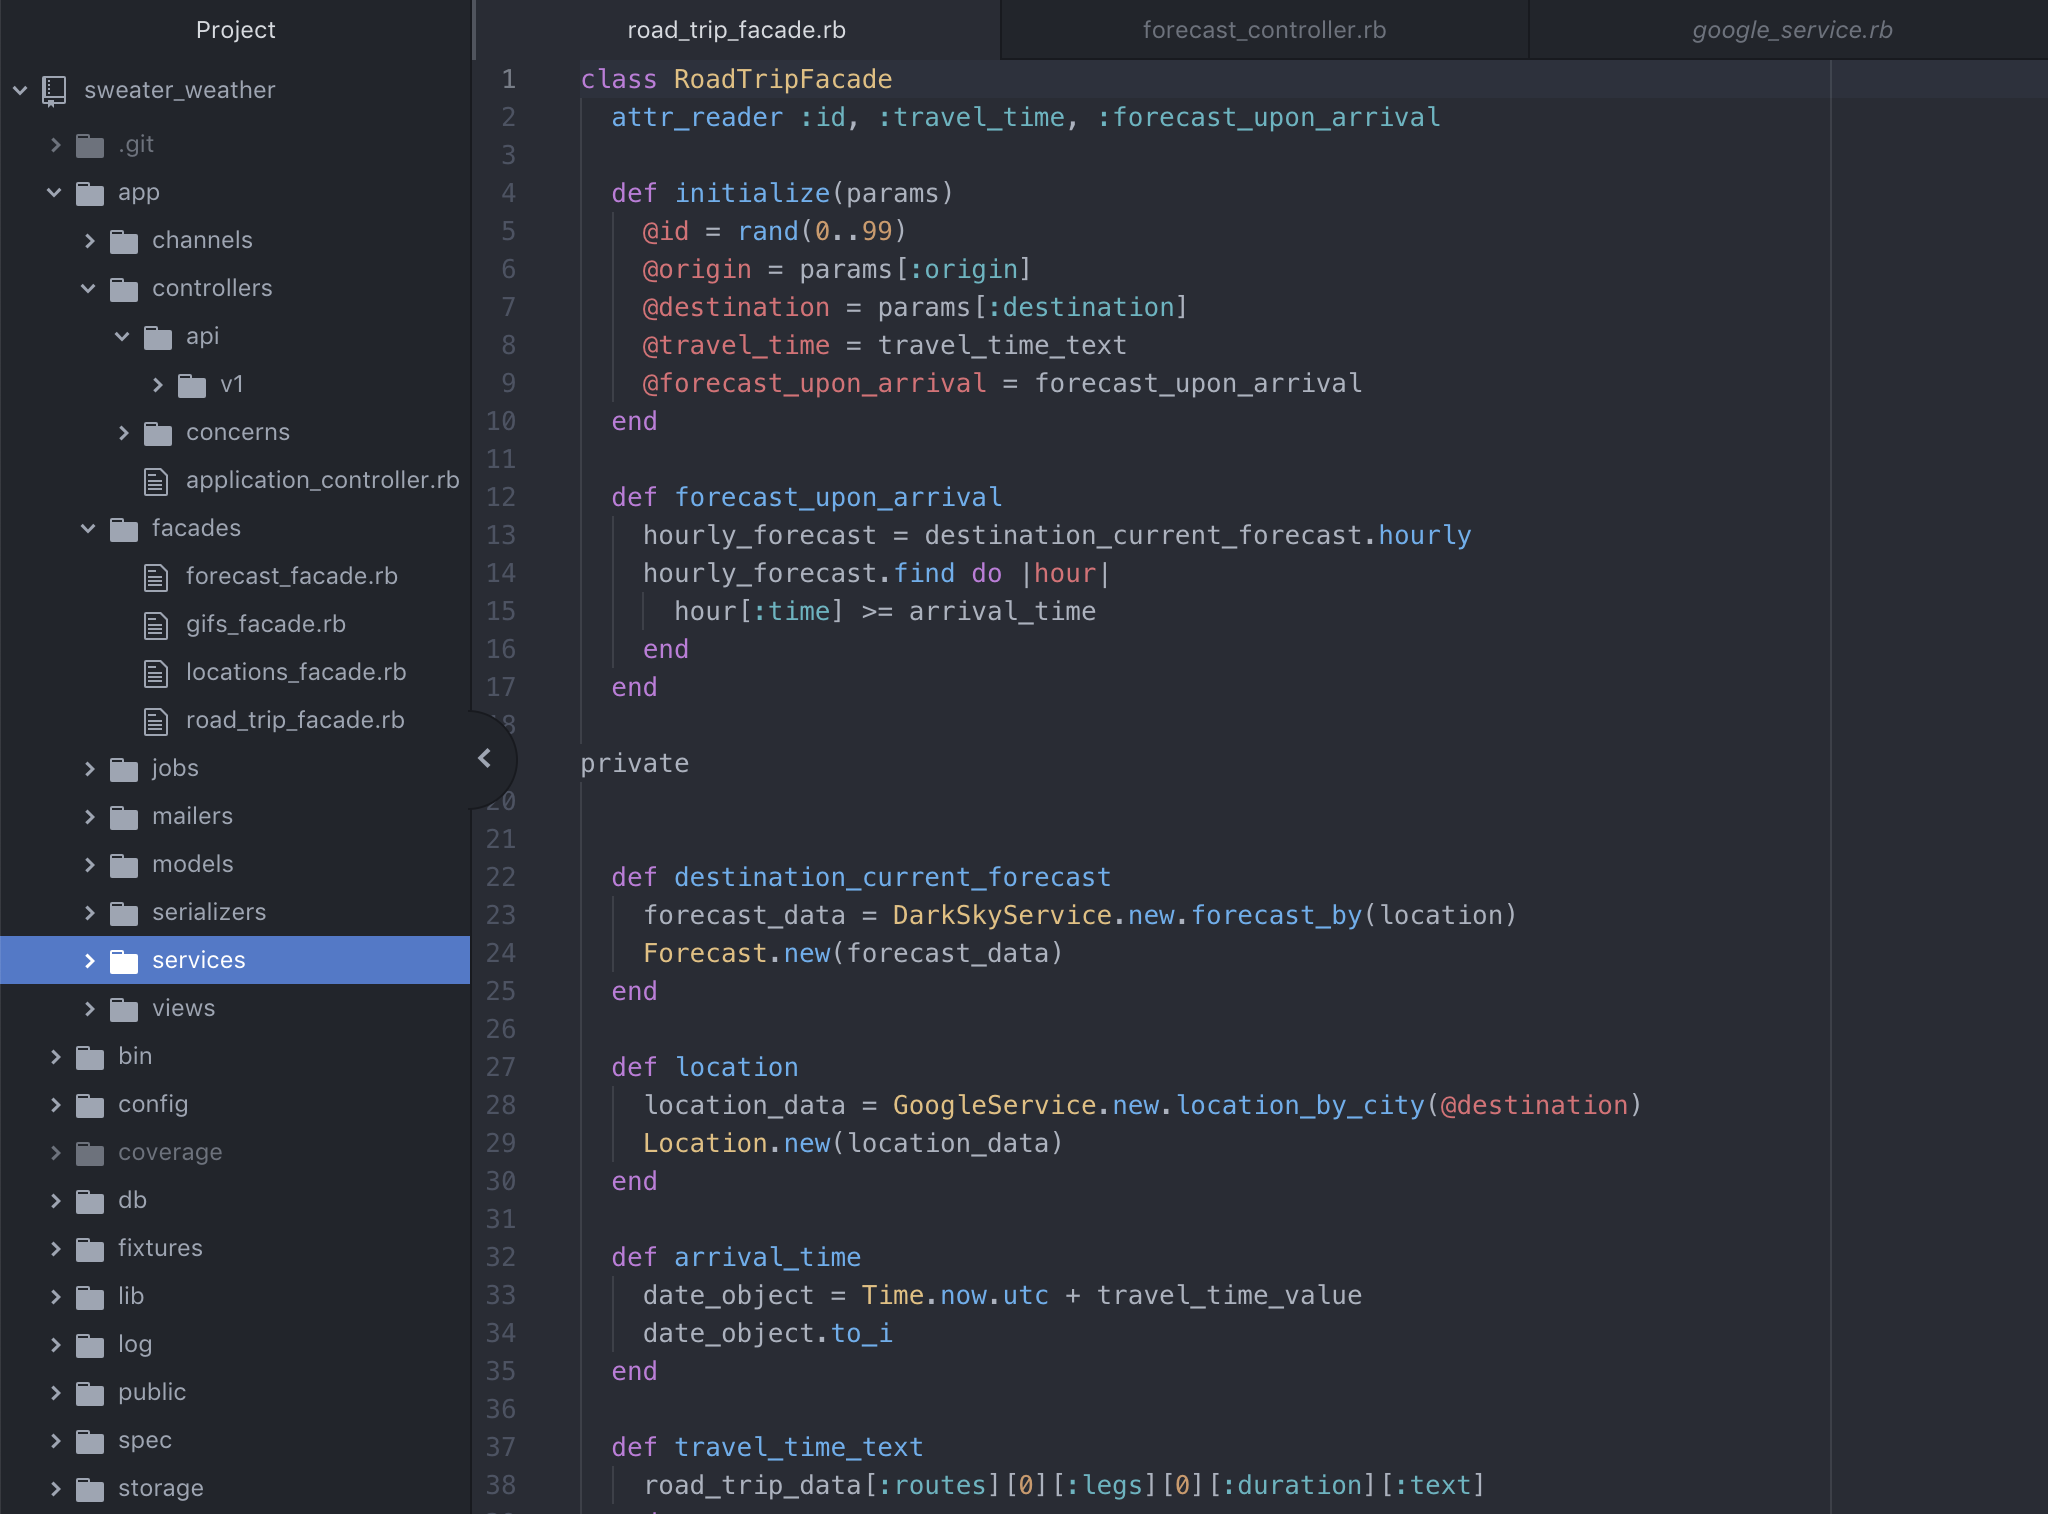 Project
sweater_weather
.git
app
channels
controllers
api
v1
concerns
application_controller.rb
facades
forecast_facade.rb
gifs_facade.rb
locations_facade.rb
road_trip_facade.rb
jobs
mailers
models
serializers
services
views
bin
config
coverage
db
fixtures
lib
log
public
spec
storage
road_trip_facade.rb forecast_controller.rb google_service.rb
1 class RoadTripFacade
2 attr_reader :id, :travel_time, :forecast_upon_arrival
3
4 def initialize(params)
5 @id = rand(0..99)
6 @origin = params[:origin]
7 @destination = params[:destination]
8 @travel_time = travel_time_text
9 @forecast_upon_arrival = forecast_upon_arrival
10 end
11
12 def forecast_upon_arrival
13 hourly_forecast = destination_current_forecast.hourly
14 hourly_forecast.find do |hour|
15 hour[:time] >= arrival_time
16 end
17 end
8
private
20
21
22 def destination_current_forecast
23 forecast_data = DarkSkyService.new.forecast_by(location)
24 Forecast.new(forecast_data)
25 end
26
27 def location
28 location_data = GoogleService.new.location_by_city(@destination)
29 Location.new(location_data)
30 end
31
32 def arrival_time
33 date_object = Time.now.utc + travel_time_value
34 date_object.to_i
35 end
36
37 def travel_time_text
38 road_trip_data[:routes][0][:legs][0][:duration][:text]